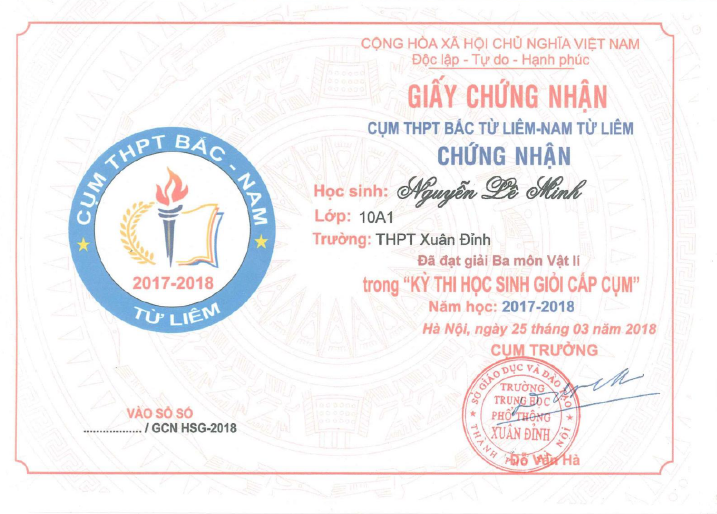 CỘNG HÒA XÃ HỘI CHỦ NGHĨA VIỆT NAM
Độc lập - Tự do - Hạnh phúc
GIẤY CHỨNG NHẬN
CỤM THPT BẮC TỪ LIÊM-NAM TỪ LIÊM
CHỨNG NHẬN
Học sinh: Nguyễn Lê Minh
Lớp: 10A1
Trường: THPT Xuân Đỉnh
Đã đạt giải Ba môn Vật lí
trong “KỲ THI HỌC SINH GIỎI CẤP CỤM”
Năm học: 2017-2018
Hà Nội, ngày 25 tháng 03 năm 2018
CỤM TRƯỞNG
SỞ GIÁO DỤC VÀ ĐÀO TẠO
TRƯỜNG
TRUNG HỌC
PHỔ THÔNG
XUÂN ĐỈNH
THÀNH PHỐ HÀ NỘI
Đỗ Văn Hà
CỤM THPT BẮC - NAM
2017-2018
TỪ LIÊM
VÀO SỔ SỐ
.................. / GCN HSG-2018